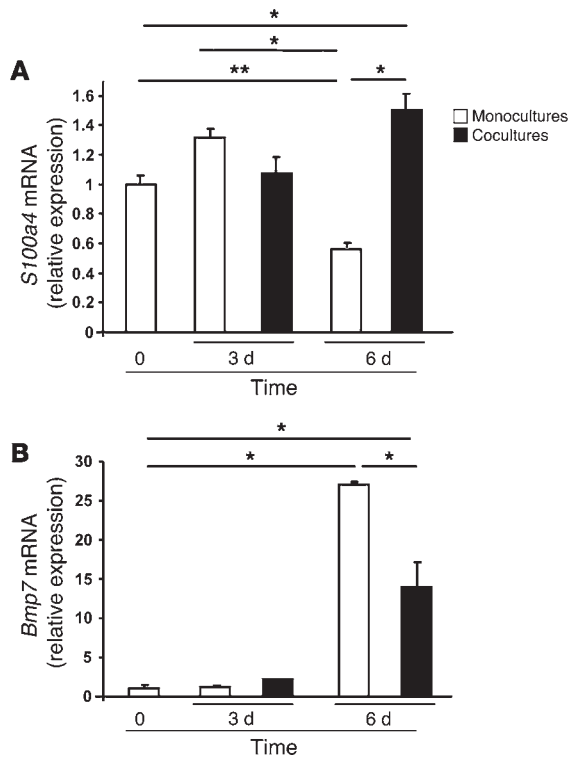 *
*
** *
A
1.6
1.4
1.2
1
0.8
0.6
0.4
0.2
0
S100a4 mRNA
(relative expression)
Monocultures
Cocultures
0 3 d 6 d
Time
B
*
* *
30
25
20
15
10
5
0
Bmp7 mRNA
(relative expression)
0 3 d 6 d
Time